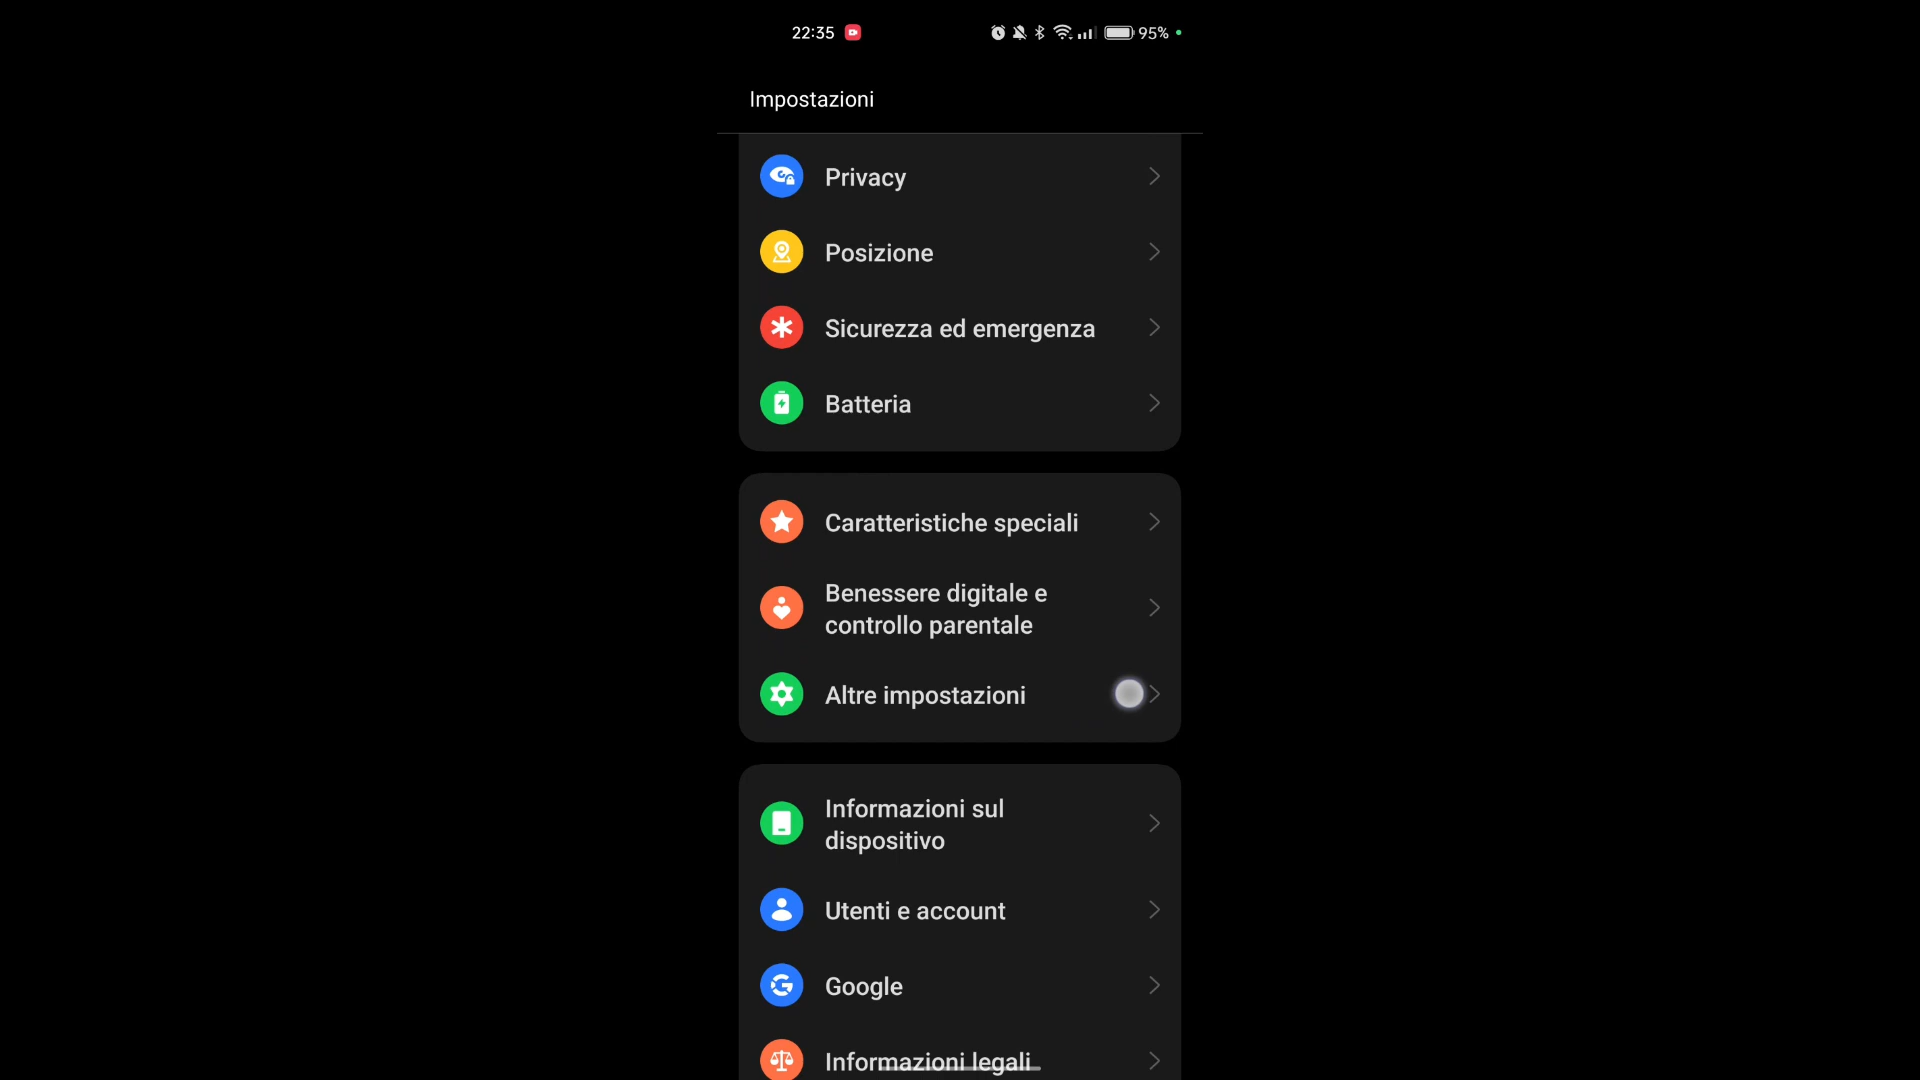 22:35
95%
Impostazioni
Privacy
Posizione
Sicurezza ed emergenza
Batteria
Caratteristiche speciali
Benessere digitale e
controllo parentale
Altre impostazioni
Informazioni sul
dispositivo
Utenti e account
Google
Informazioni legali